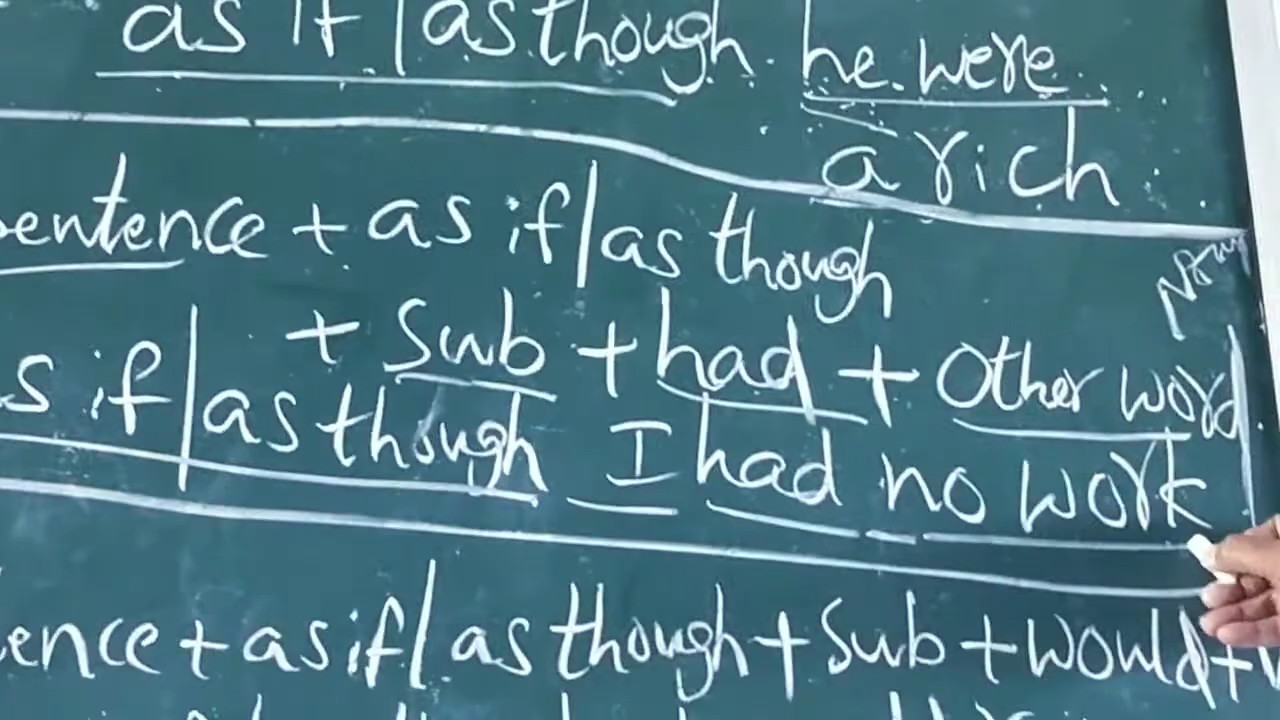 as if / as though he were
a rich
sentence + as if / as though
+ Sub + had + Other word
s if / as though I had no work
ence + as if / as though + Sub + would +